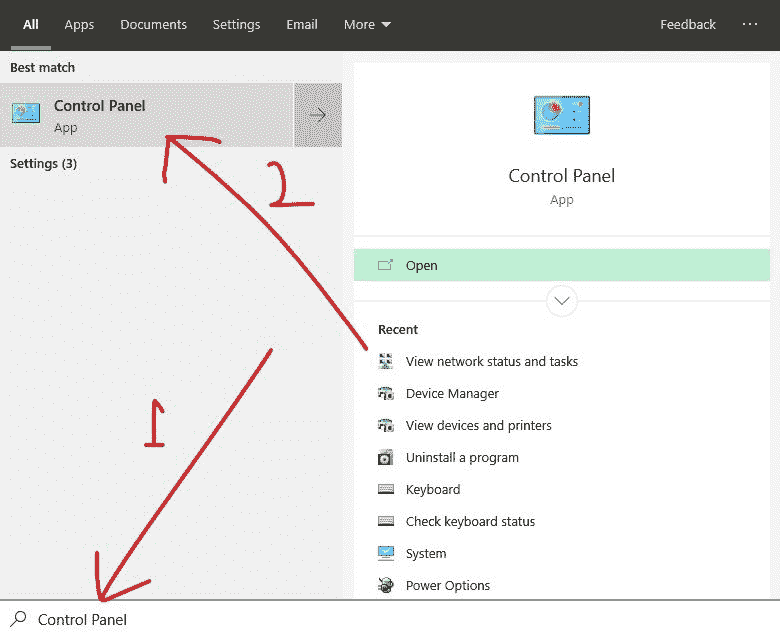 All Apps Documents Settings Email More Feedback ...
Best match
Control Panel
App
Settings (3)
2
1
Control Panel
App
Open
Recent
View network status and tasks
Device Manager
View devices and printers
Uninstall a program
Keyboard
Check keyboard status
System
Power Options
Control Panel